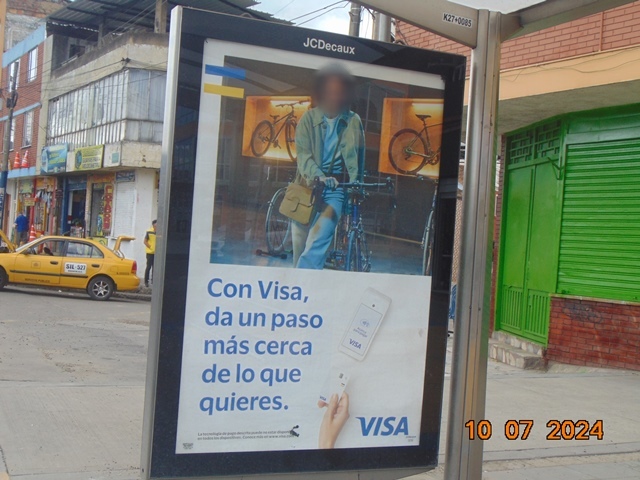 K27+0085
JCDecaux
Con Visa,
da un paso
más cerca
de lo que
quieres.
VISA
VISA
10 07 2024